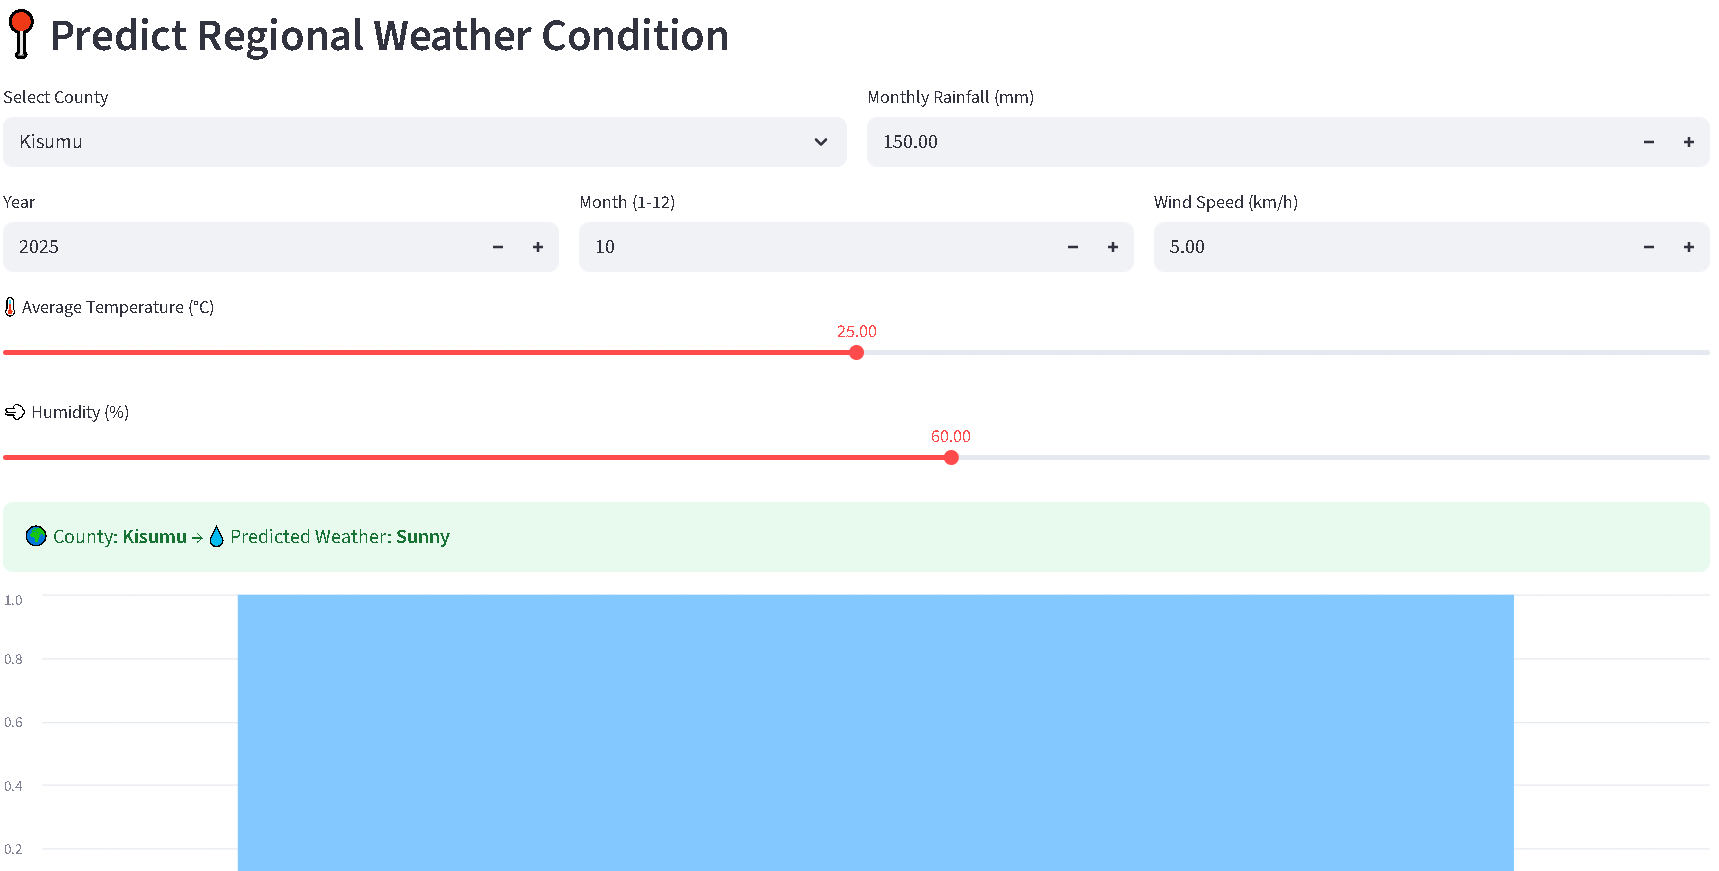 Predict Regional Weather Condition
Select County
Monthly Rainfall (mm)
Kisumu
150.00
Year
Month (1-12)
Wind Speed (km/h)
2025
10
5.00
Average Temperature (°C)
25.00
Humidity (%)
60.00
County: Kisumu → Predicted Weather: Sunny
1.0
0.8
0.6
0.4
0.2